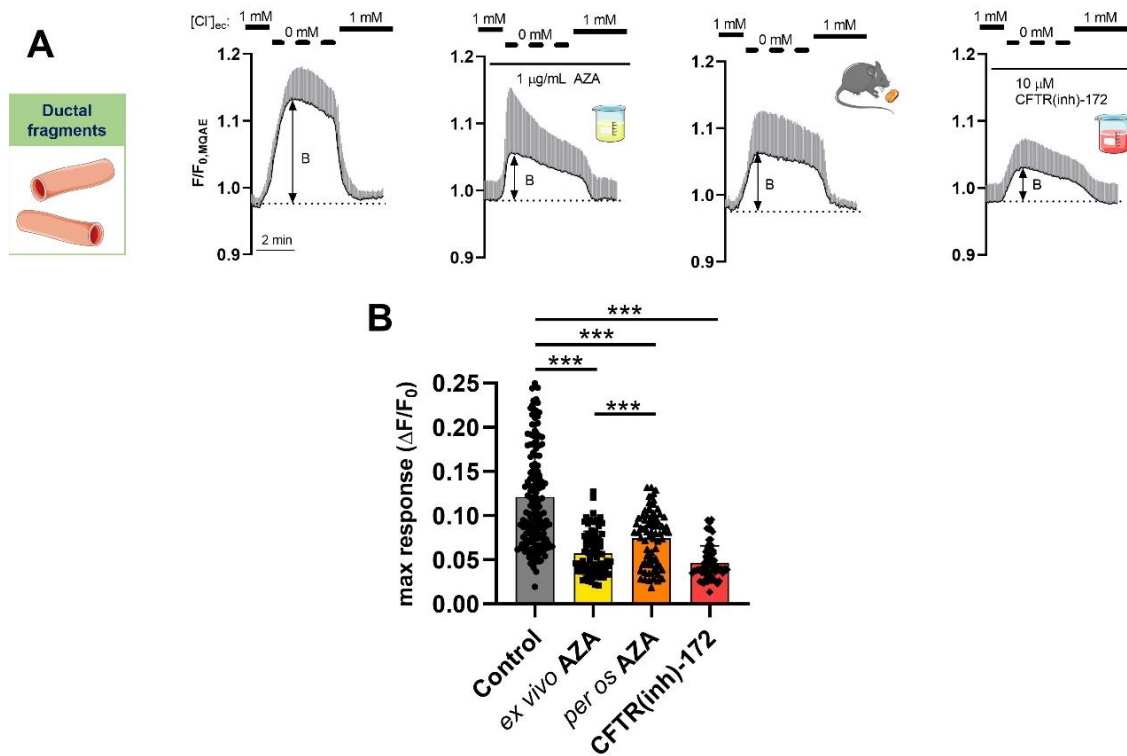 A
Ductal
fragments
[Cl⁻]ec:
1 mM
0 mM
1 mM
F/F0,MQAE
1.2
1.1
1.0
0.9
B
2 min
1 mM
0 mM
1 mM
1 µg/mL AZA
1.2
1.1
1.0
0.9
B
1 mM
0 mM
1 mM
1.2
1.1
1.0
0.9
B
1 mM
0 mM
1 mM
10 µM
CFTR(inh)-172
1.2
1.1
1.0
0.9
B
B
***
***
***
***
max response (ΔF/F0)
0.25
0.20
0.15
0.10
0.05
0.00
Control
ex vivo AZA
per os AZA
CFTR(inh)-172